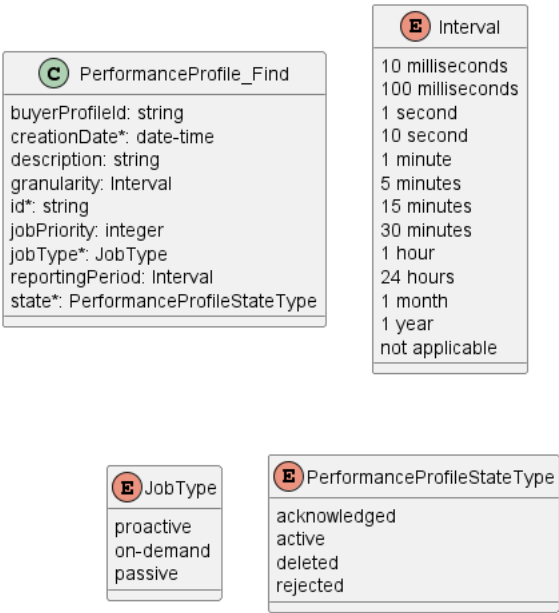 C PerformanceProfile_Find
buyerProfileId: string
creationDate*: date-time
description: string
granularity: Interval
id*: string
jobPriority: integer
jobType*: JobType
reportingPeriod: Interval
state*: PerformanceProfileStateType
E Interval
10 milliseconds
100 milliseconds
1 second
10 second
1 minute
5 minutes
15 minutes
30 minutes
1 hour
24 hours
1 month
1 year
not applicable
E JobType
proactive
on-demand
passive
E PerformanceProfileStateType
acknowledged
active
deleted
rejected